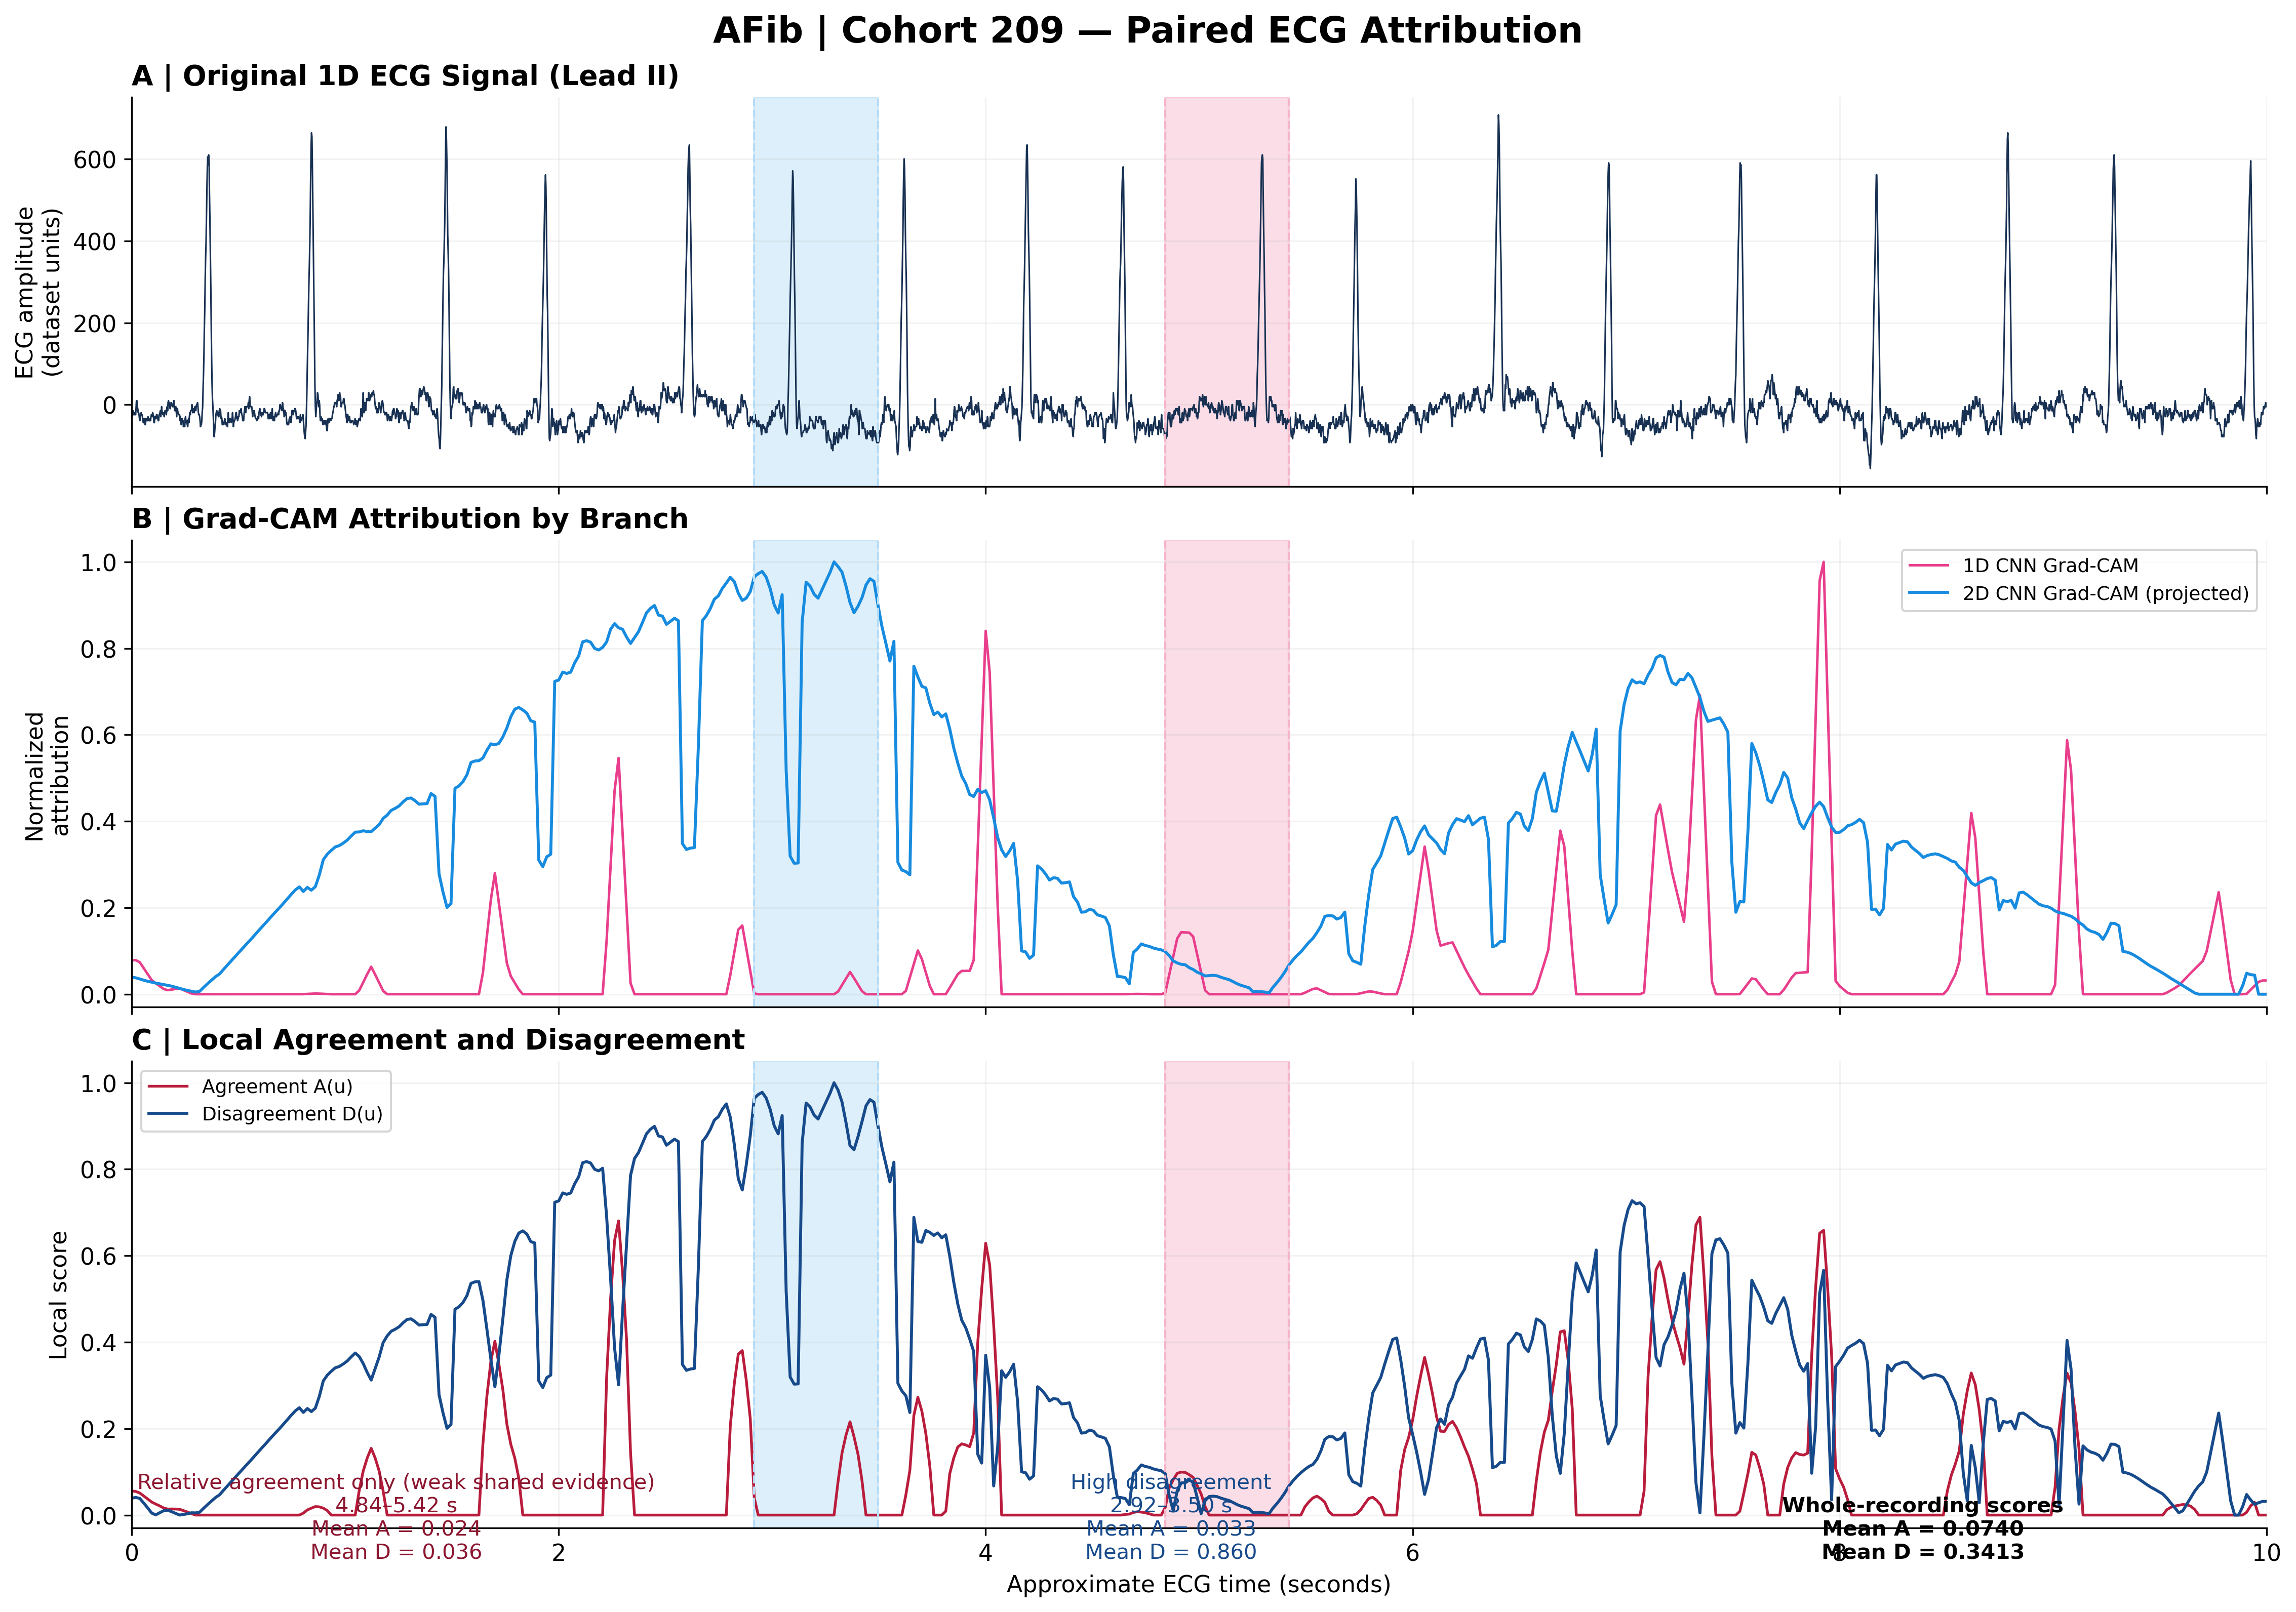 AFib | Cohort 209 — Paired ECG Attribution
A | Original 1D ECG Signal (Lead II)
ECG amplitude
(dataset units)
600
400
200
0
B | Grad-CAM Attribution by Branch
Normalized
attribution
1.0
0.8
0.6
0.4
0.2
0.0
1D CNN Grad-CAM
2D CNN Grad-CAM (projected)
C | Local Agreement and Disagreement
Local score
1.0
0.8
0.6
0.4
0.2
0.0
Agreement A(u)
Disagreement D(u)
Relative agreement only (weak shared evidence)
4.84–5.42 s
Mean A = 0.024
Mean D = 0.036
High disagreement
2.92–3.50 s
Mean A = 0.033
Mean D = 0.860
Whole-recording scores
Mean A = 0.0740
Mean D = 0.3413
0
2
4
6
8
10
Approximate ECG time (seconds)